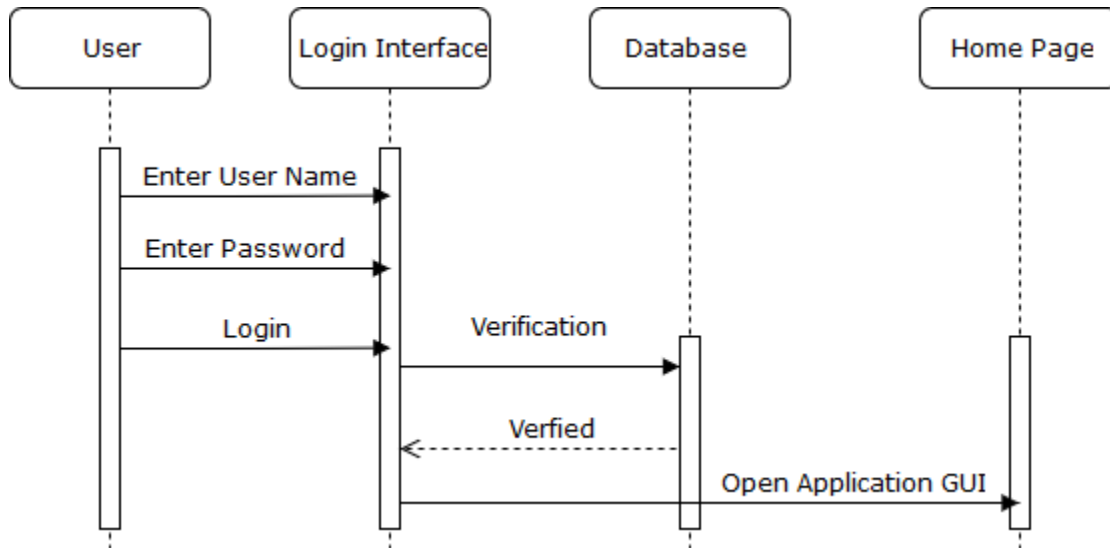 User
Login Interface
Database
Home Page
Enter User Name
Enter Password
Login
Verification
Verfied
Open Application GUI